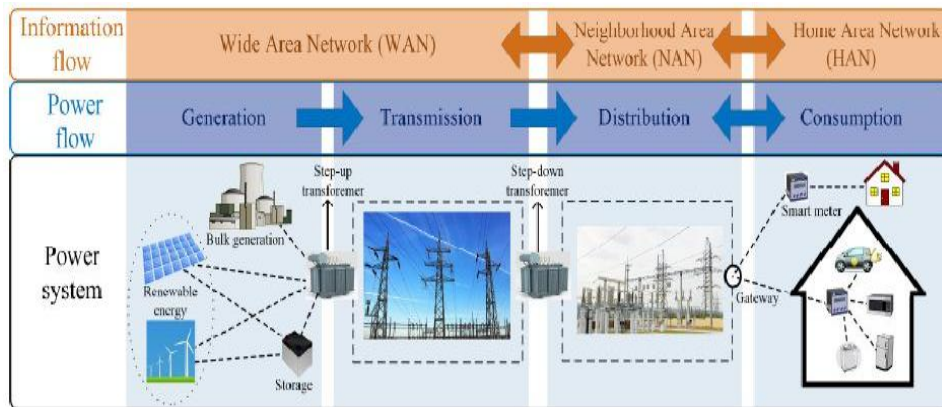 Information
flow
Wide Area Network (WAN)
Neighborhood Area
Network (NAN)
Home Area Network
(HAN)
Power
flow
Generation
Transmission
Distribution
Consumption
Power
system
Bulk generation
Renewable
energy
Storage
Step-up
transforemer
Step-down
transforemer
Gateway
Smart meter